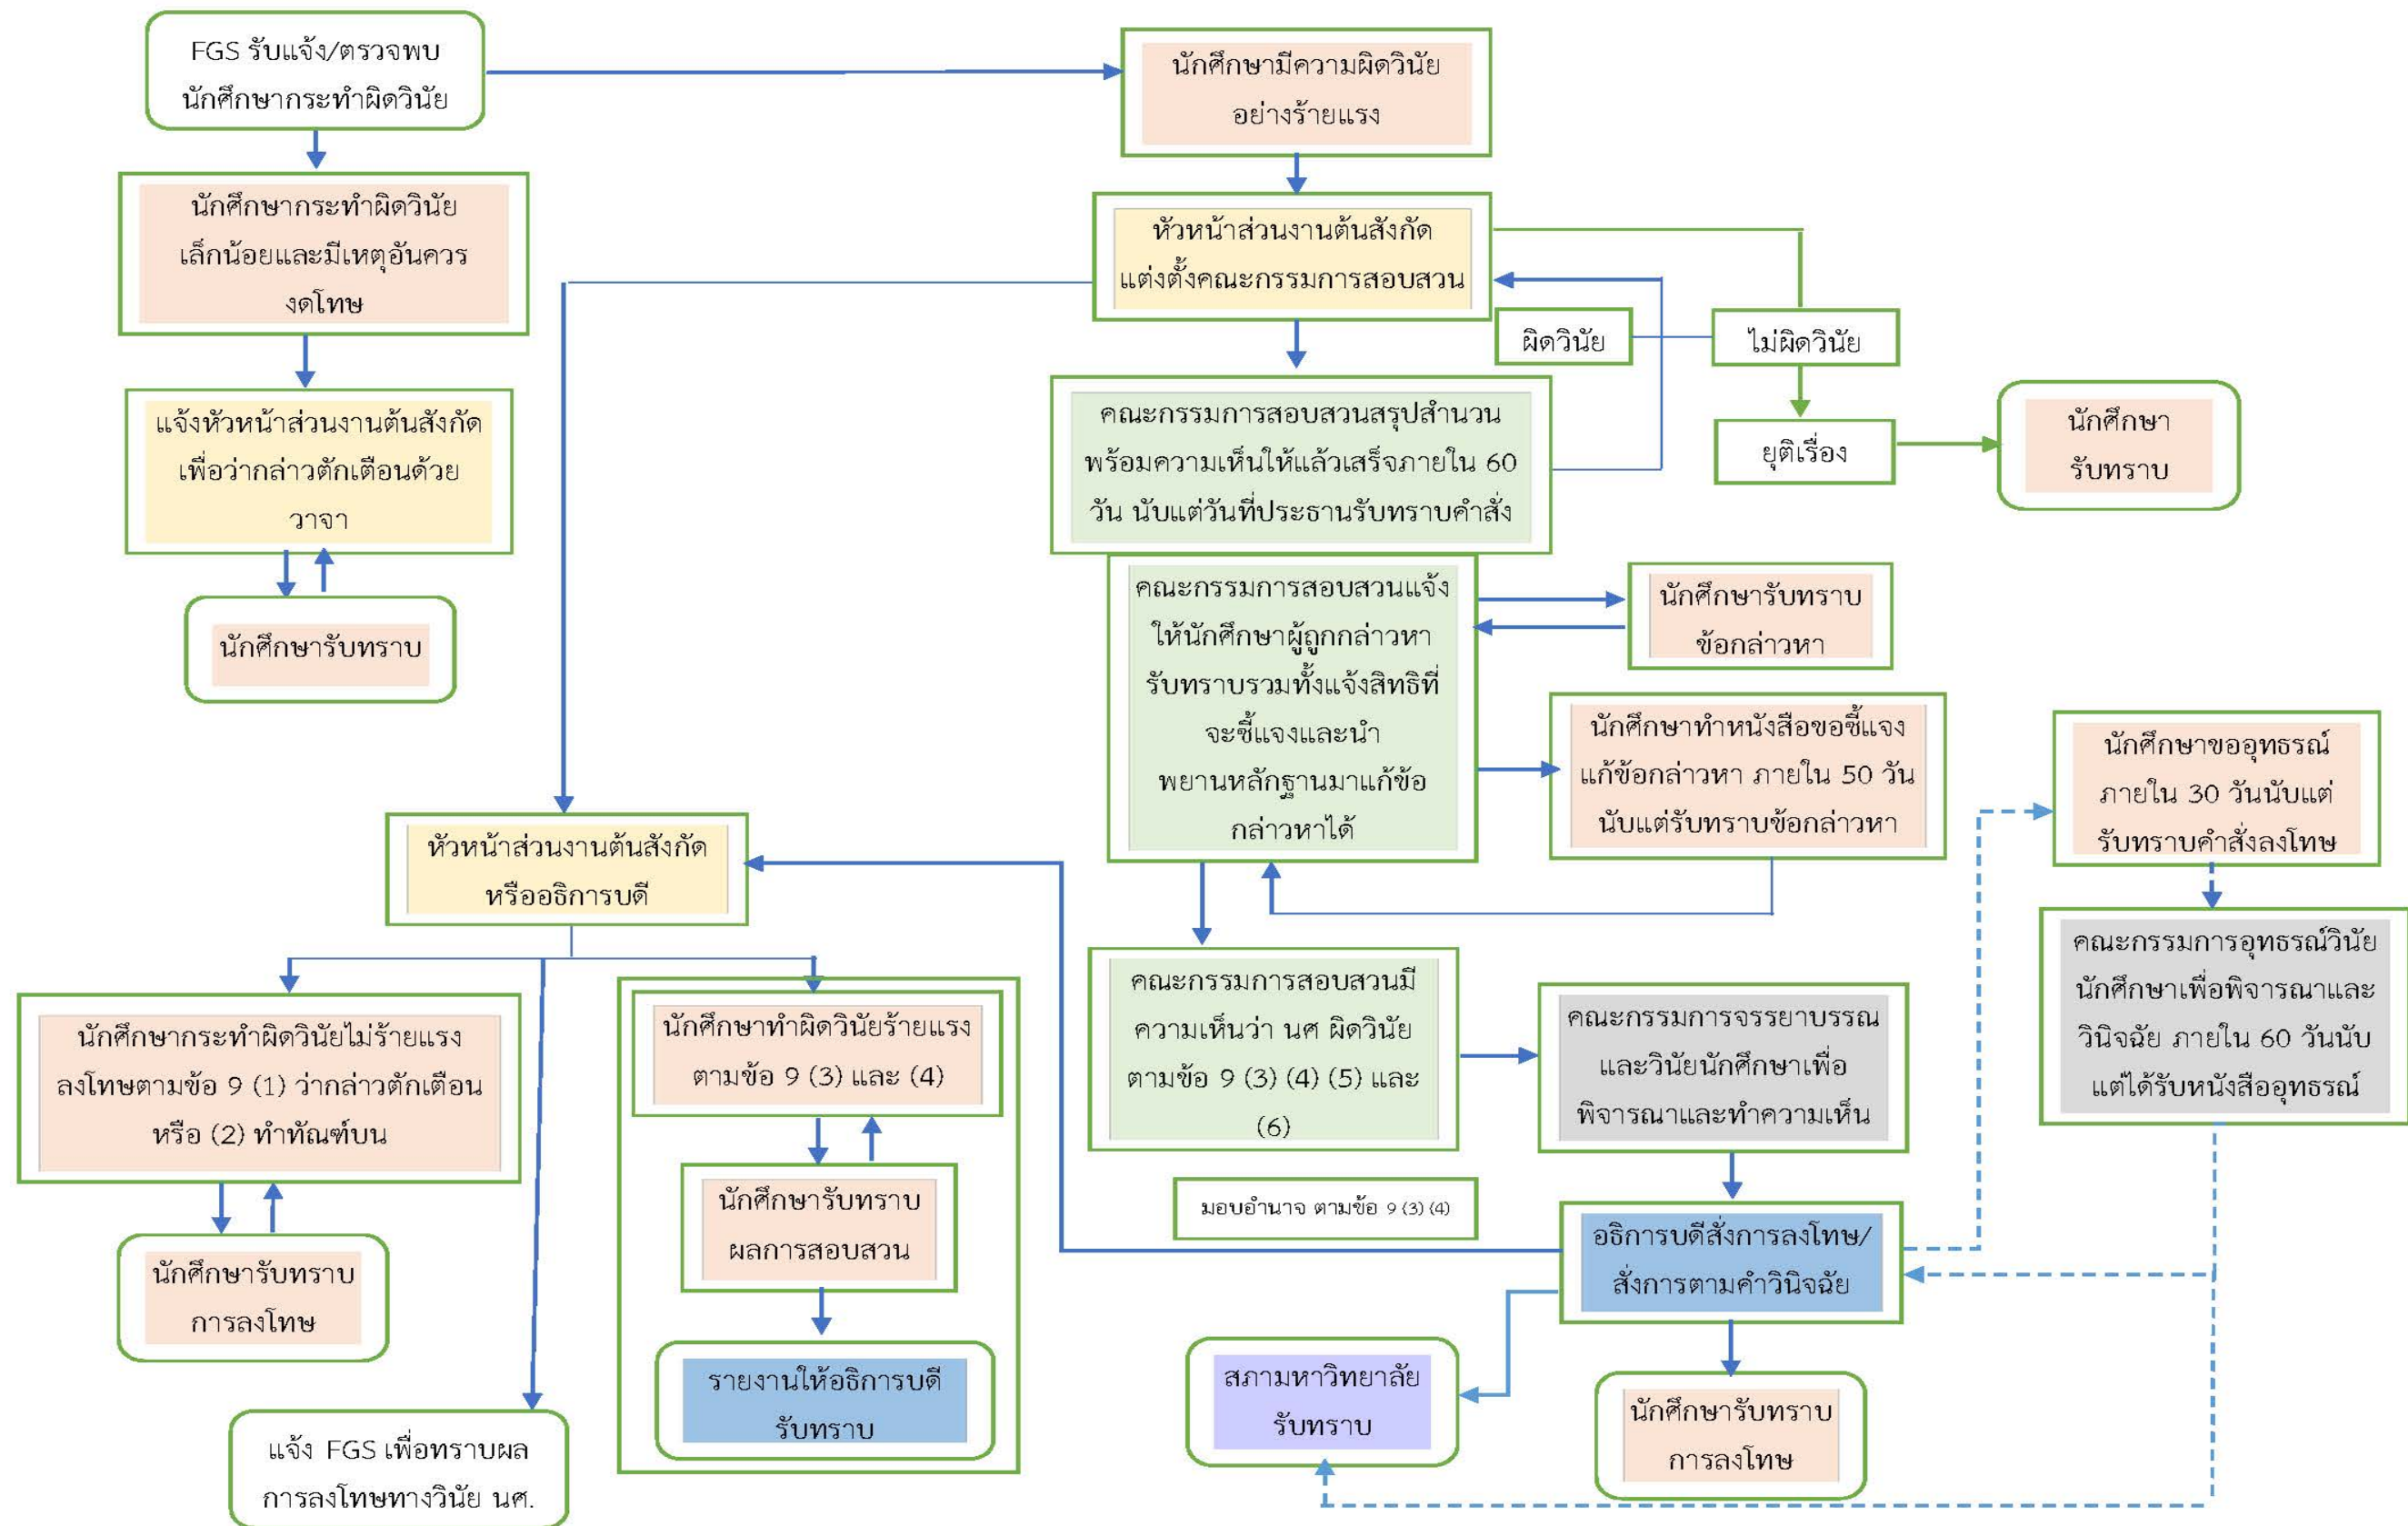 FGS รับแจ้ง/ตรวจพบ
นักศึกษากระทำผิดวินัย
นักศึกษามีความผิดวินัย
อย่างร้ายแรง
นักศึกษากระทำผิดวินัย
เล็กน้อยและมีเหตุอันควร
งดโทษ
หัวหน้าส่วนงานต้นสังกัด
แต่งตั้งคณะกรรมการสอบสวน
ผิดวินัย
ไม่ผิดวินัย
แจ้งหัวหน้าส่วนงานต้นสังกัด
เพื่อว่ากล่าวตักเตือนด้วย
วาจา
คณะกรรมการสอบสวนสรุปสำนวน
พร้อมความเห็นให้แล้วเสร็จภายใน 60
วัน นับแต่วันที่ประธานรับทราบคำสั่ง
ยุติเรื่อง
นักศึกษา
รับทราบ
นักศึกษารับทราบ
คณะกรรมการสอบสวนแจ้ง
ให้นักศึกษาผู้ถูกกล่าวหา
รับทราบรวมทั้งแจ้งสิทธิที่
จะชี้แจงและนำ
พยานหลักฐานมาแก้ข้อ
กล่าวหาได้
นักศึกษารับทราบ
ข้อกล่าวหา
นักศึกษาทำหนังสือขอชี้แจง
แก้ข้อกล่าวหา ภายใน 50 วัน
นับแต่รับทราบข้อกล่าวหา
นักศึกษาขออุทธรณ์
ภายใน 30 วันนับแต่
รับทราบคำสั่งลงโทษ
หัวหน้าส่วนงานต้นสังกัด
หรืออธิการบดี
คณะกรรมการอุทธรณ์วินัย
นักศึกษาเพื่อพิจารณาและ
วินิจฉัย ภายใน 60 วันนับ
แต่ได้รับหนังสืออุทธรณ์
นักศึกษากระทำผิดวินัยไม่ร้ายแรง
ลงโทษตามข้อ 9 (1) ว่ากล่าวตักเตือน
หรือ (2) ทำทัณฑ์บน
นักศึกษาทำผิดวินัยร้ายแรง
ตามข้อ 9 (3) และ (4)
คณะกรรมการสอบสวนมี
ความเห็นว่า นศ ผิดวินัย
ตามข้อ 9 (3) (4) (5) และ
(6)
คณะกรรมการจรรยาบรรณ
และวินัยนักศึกษาเพื่อ
พิจารณาและทำความเห็น
นักศึกษารับทราบ
ผลการสอบสวน
มอบอำนาจ ตามข้อ 9 (3) (4)
อธิการบดีสั่งการลงโทษ/
สั่งการตามคำวินิจฉัย
นักศึกษารับทราบ
การลงโทษ
รายงานให้อธิการบดี
รับทราบ
สภามหาวิทยาลัย
รับทราบ
นักศึกษารับทราบ
การลงโทษ
แจ้ง FGS เพื่อทราบผล
การลงโทษทางวินัย นศ.